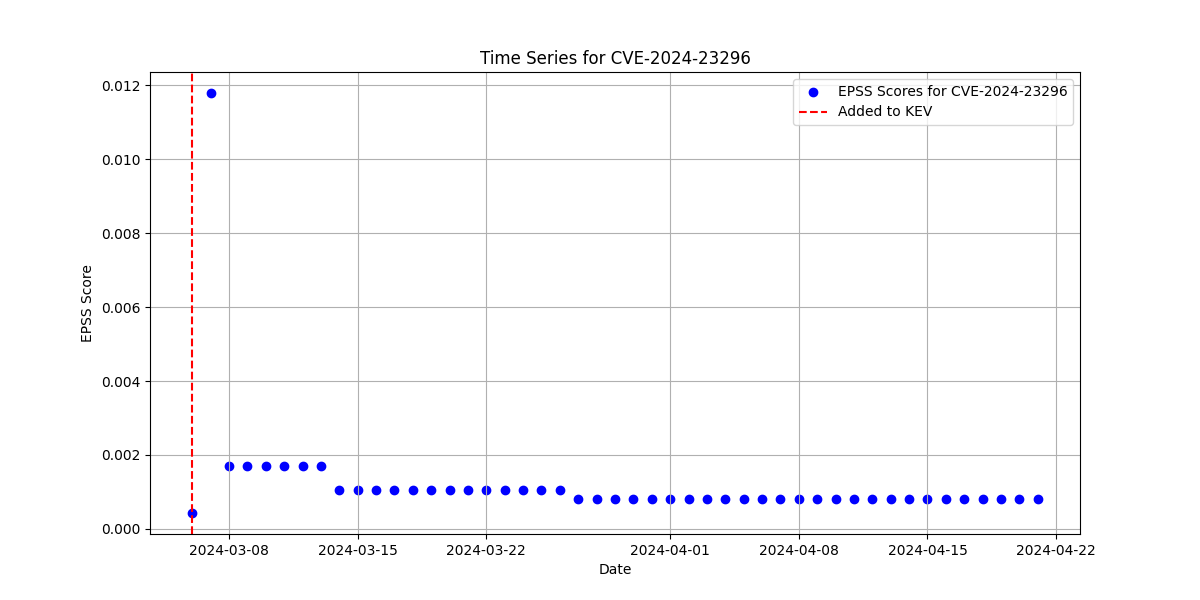 Time Series for CVE-2024-23296
EPSS Scores for CVE-2024-23296
Added to KEV
0.012
0.010
0.008
0.006
0.004
0.002
0.000
EPSS Score
2024-03-08
2024-03-15
2024-03-22
2024-04-01
2024-04-08
2024-04-15
2024-04-22
Date